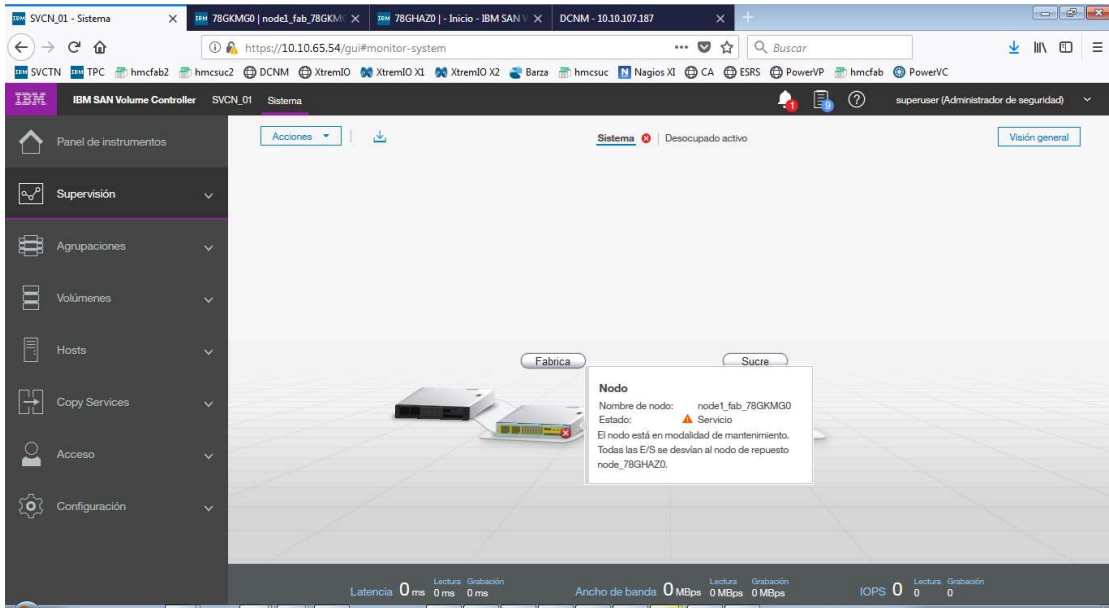 SVCN_01 - Sistema
78GKMG0 | node1_fab_78GKM
78GHAZ0 | - Inicio - IBM SAN V
DCNM - 10.10.107.187
https://10.10.65.54/gui#monitor-system
Buscar
SVCTN TPC hmcfab2 hmcsuc2 DCNM XtremIO XtremIO X1 XtremIO X2 Barza hmcsuc Nagios XI CA ESRS PowerVP hmcfab PowerVC
IBM IBM SAN Volume Controller SVCN_01 Sistema
1 9 superuser (Administrador de seguridad)
Panel de instrumentos
Acciones
Sistema Desocupado activo
Visión general
Supervisión
Agrupaciones
Volúmenes
Hosts
Copy Services
Acceso
Configuración
Fabrica
Sucre
Nodo
Nombre de nodo: node1_fab_78GKMG0
Estado: Servicio
El nodo está en modalidad de mantenimiento.
Todas las E/S se desvían al nodo de repuesto
node_78GHAZ0.
Latencia 0 ms Lectura 0 ms Grabación 0 ms
Ancho de banda 0 MBps Lectura 0 MBps Grabación 0 MBps
IOPS 0 Lectura 0 Grabación 0